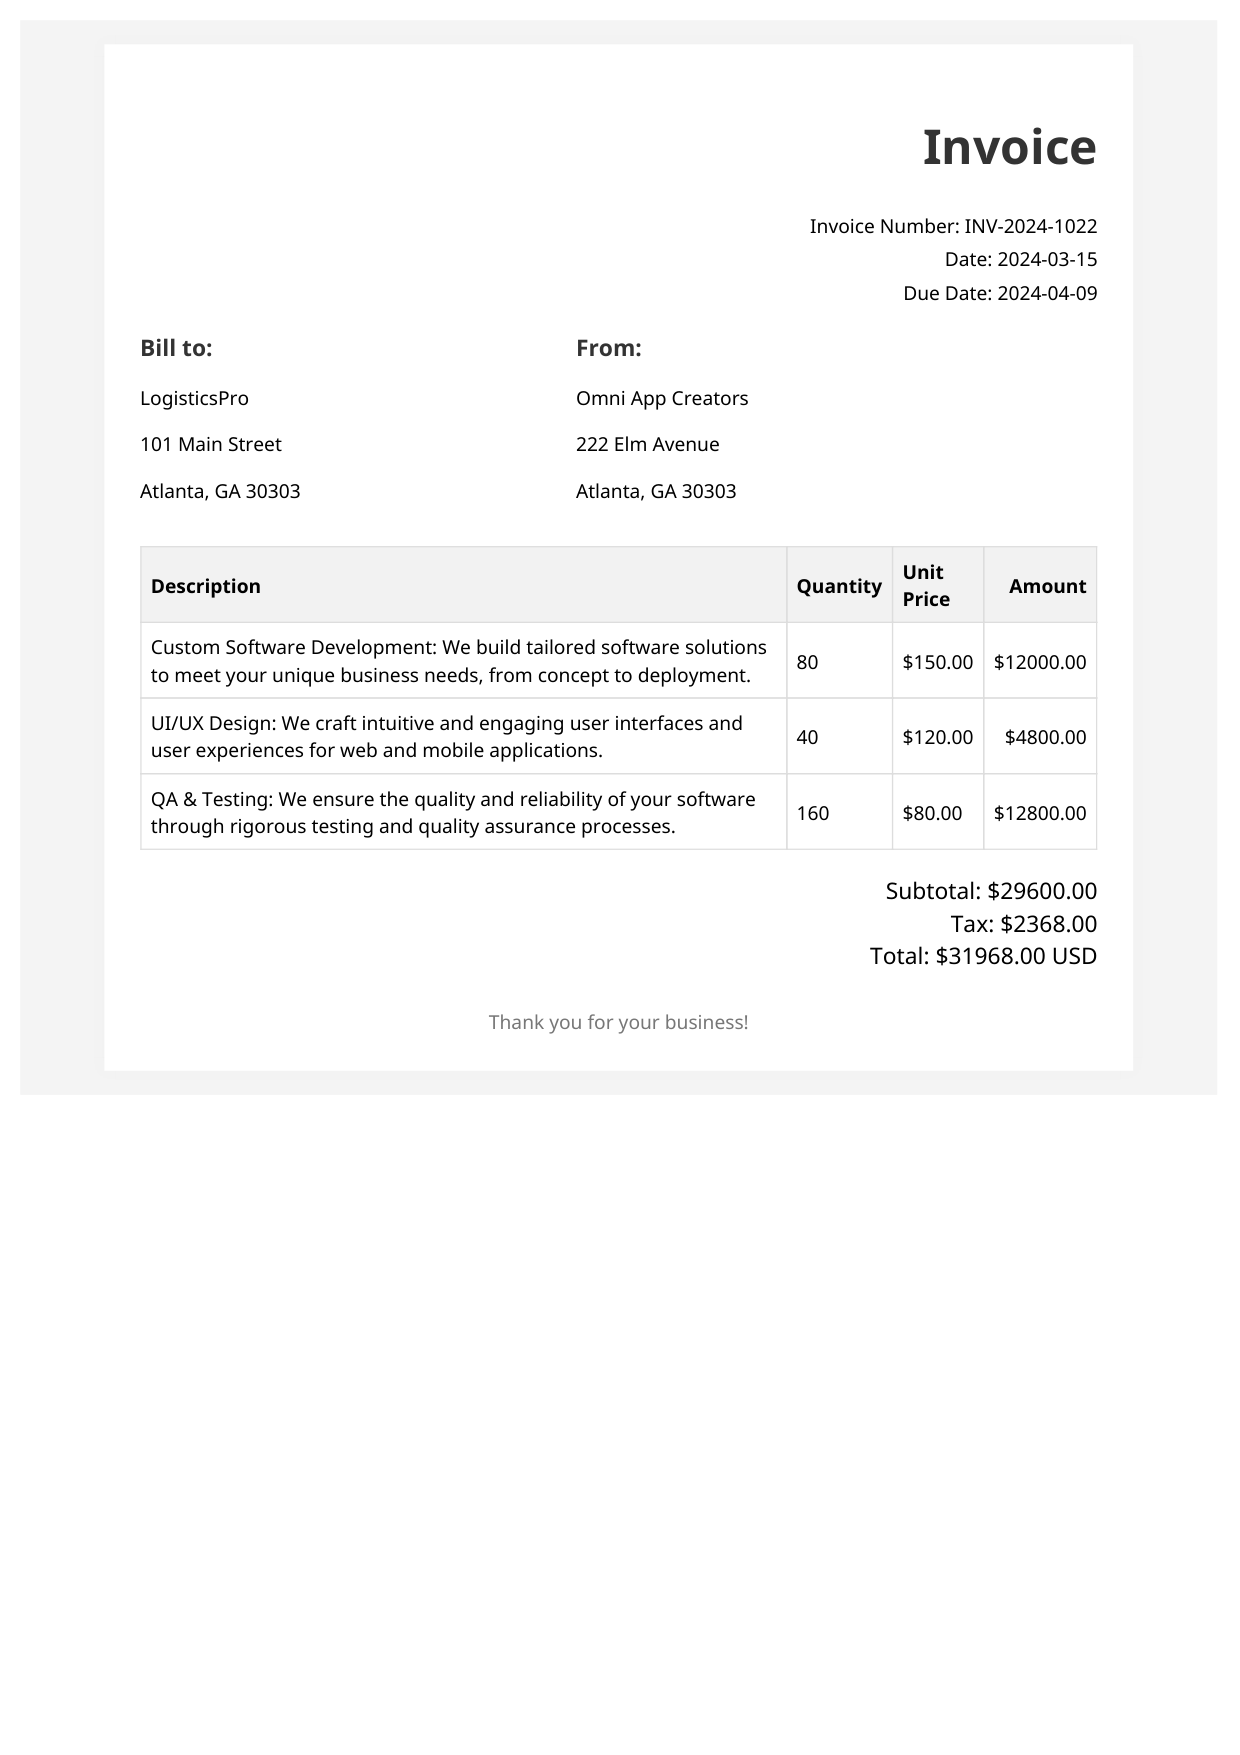 Invoice
Invoice Number: INV-2024-1022
Date: 2024-03-15
Due Date: 2024-04-09
Bill to:
LogisticsPro
101 Main Street
Atlanta, GA 30303
From:
Omni App Creators
222 Elm Avenue
Atlanta, GA 30303
Description Quantity Unit Price Amount
Custom Software Development: We build tailored software solutions
to meet your unique business needs, from concept to deployment.
80 $150.00 $12000.00
UI/UX Design: We craft intuitive and engaging user interfaces and
user experiences for web and mobile applications.
40 $120.00 $4800.00
QA & Testing: We ensure the quality and reliability of your software
through rigorous testing and quality assurance processes.
160 $80.00 $12800.00
Subtotal: $29600.00
Tax: $2368.00
Total: $31968.00 USD
Thank you for your business!